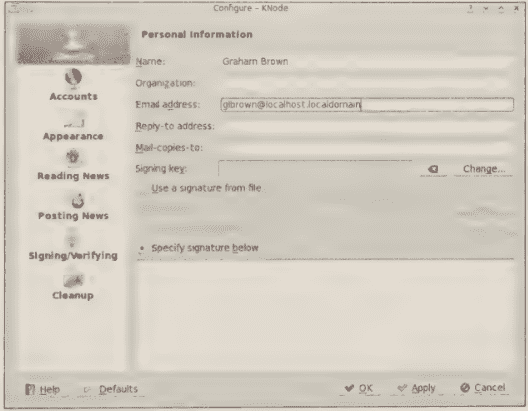 Configure – KNode
Personal Information
Name: Graham Brown
Organization:
Email address: glbrown@localhost.localdomain
Reply-to address:
Mail-copies-to:
Signing key: Change...
Use a signature from file
Specify signature below
Accounts
Appearance
Reading News
Posting News
Signing/Verifying
Cleanup
Help Defaults OK Apply Cancel